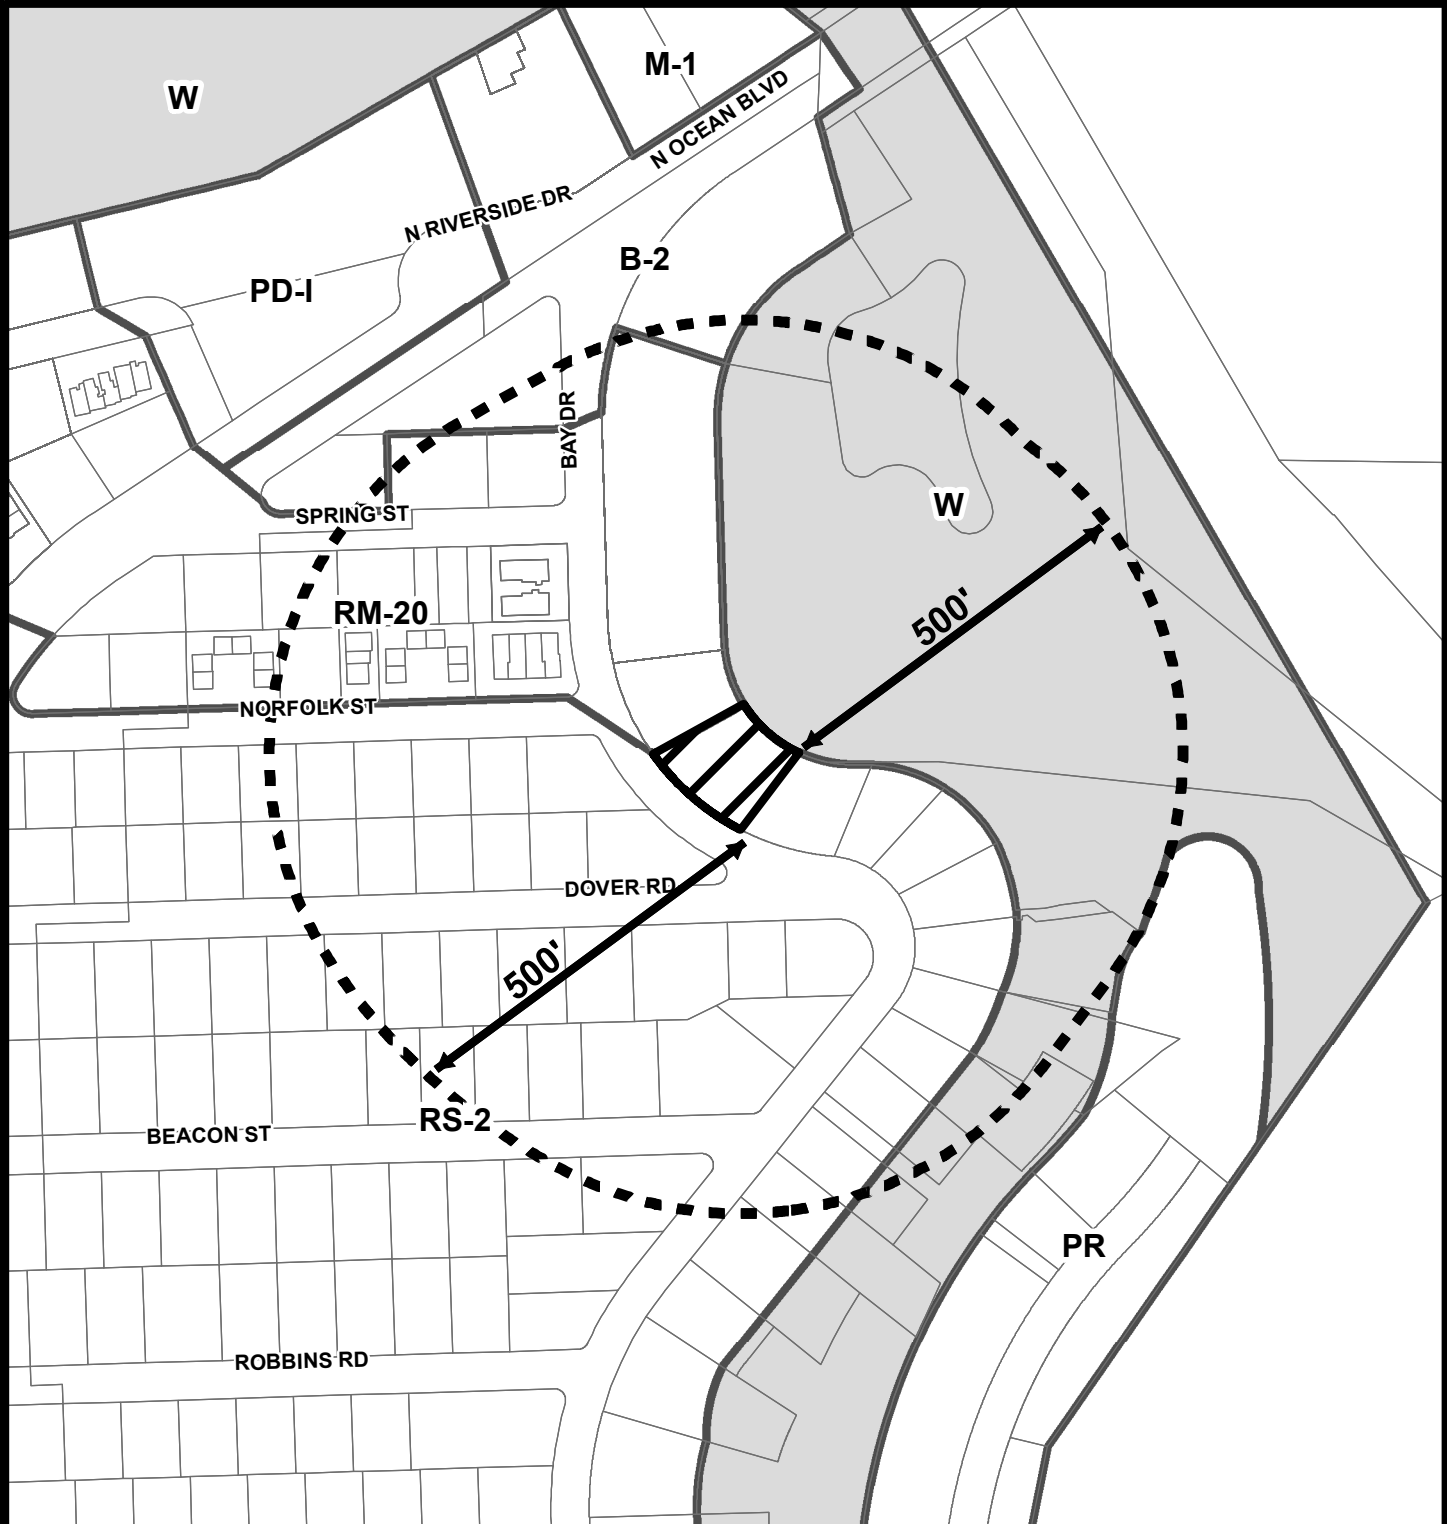 M-1
W
N OCEAN BLVD
N RIVERSIDE DR
B-2
PD-I
BAY DR
W
SPRING ST
500'
RM-20
NORFOLK ST
DOVER RD
500'
RS-2
BEACON ST
PR
ROBBINS RD